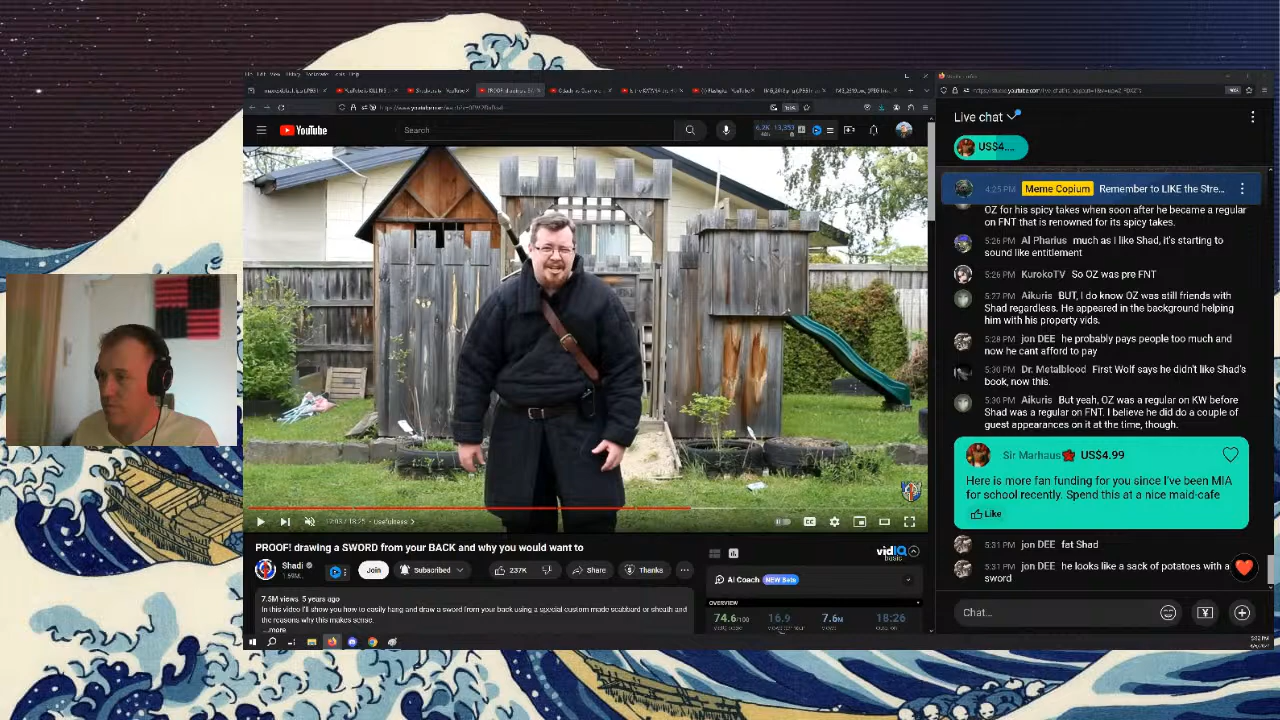 YouTube
Search
PROOF! drawing a SWORD from your BACK and why you would want to
Shadi
Join
Subscribed
237K
Share
Thanks
vidIQ
basic
AI Coach NEW Beta
7.5M views 5 years ago
In this video I'll show you how to easily hang and draw a sword from your back using a special custom made scabbard or sheath and
the reasons why this makes sense.
...more
OVERVIEW
74.6/100
16.9
7.6M
18:26
Live chat
US$4....
4:25 PM Meme Copium Remember to LIKE the Stre...
OZ for his spicy takes when soon after he became a regular
on FNT that is renowned for its spicy takes.
5:26 PM Al Pharius much as I like Shad, it's starting to
sound like entitlement
5:26 PM KurokoTV So OZ was pre FNT
5:27 PM Aikuris BUT, I do know OZ was still friends with
Shad regardless. He appeared in the background helping
him with his property vids.
5:28 PM jon DEE he probably pays people too much and
now he cant afford to pay
5:30 PM Dr. Metalblood First Wolf says he didn't like Shad's
book, now this.
5:30 PM Aikuris But yeah, OZ was a regular on KW before
Shad was a regular on FNT. I believe he did do a couple of
guest appearances on it at the time, though.
Sir Marhaus US$4.99
Here is more fan funding for you since I've been MIA
for school recently. Spend this at a nice maid-cafe
Like
5:31 PM jon DEE fat Shad
5:31 PM jon DEE he looks like a sack of potatoes with a
sword
Chat...